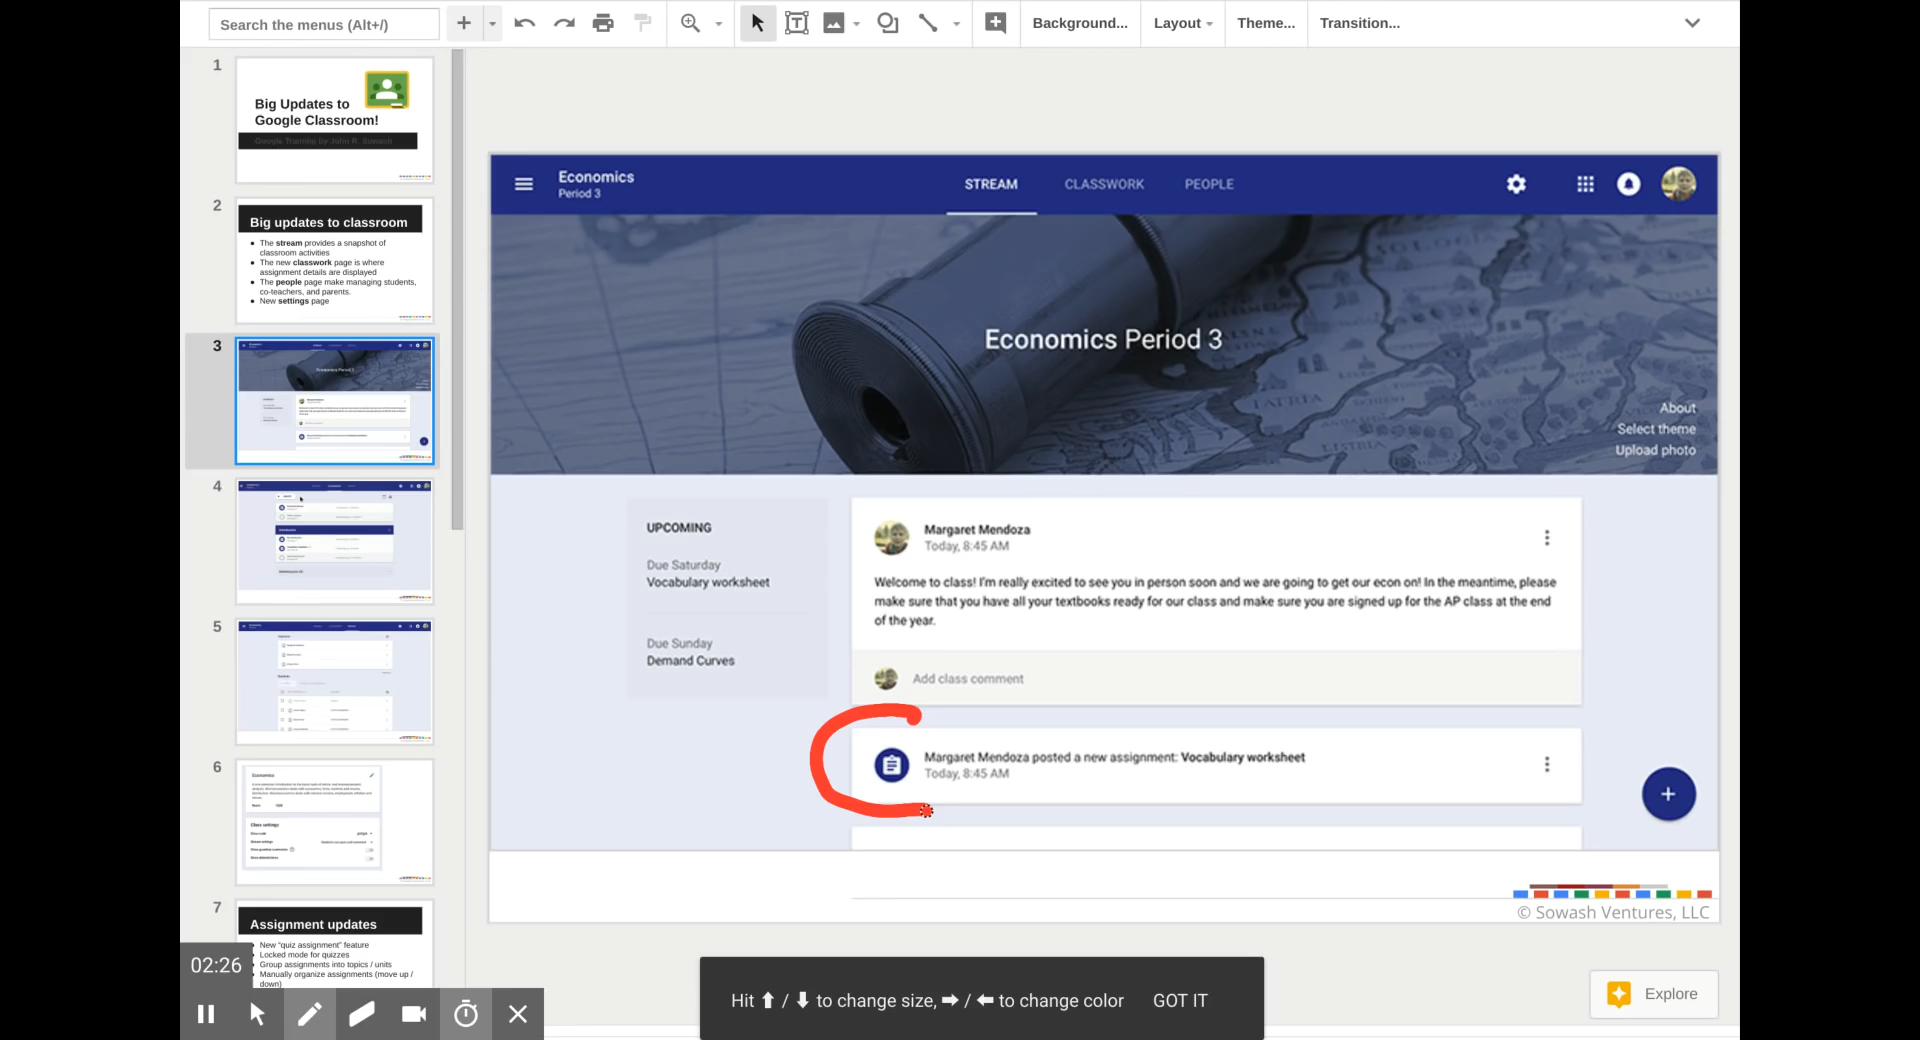 Search the menus (Alt+/)
Background...
Layout
Theme...
Transition...
1
Big Updates to
Google Classroom!
Google Training by John R. Sowash
2
Big updates to classroom
● The stream provides a snapshot of
classroom activities
● The new classwork page is where
assignment details are displayed
● The people page make managing students,
co-teachers, and parents.
● New settings page
3
4
5
6
Economics
Class settings
7
Assignment updates
New "quiz assignment" feature
Locked mode for quizzes
Group assignments into topics / units
Manually organize assignments (move up /
down)
Economics
Period 3
STREAM
CLASSWORK
PEOPLE
Economics Period 3
About
Select theme
Upload photo
UPCOMING
Due Saturday
Vocabulary worksheet
Due Sunday
Demand Curves
Margaret Mendoza
Today, 8:45 AM
Welcome to class! I'm really excited to see you in person soon and we are going to get our econ on! In the meantime, please
make sure that you have all your textbooks ready for our class and make sure you are signed up for the AP class at the end
of the year.
Add class comment
Margaret Mendoza posted a new assignment: Vocabulary worksheet
Today, 8:45 AM
+
© Sowash Ventures, LLC
02:26
Hit ⬆ / ⬇ to change size, ➡ / ⬅ to change color
GOT IT
Explore